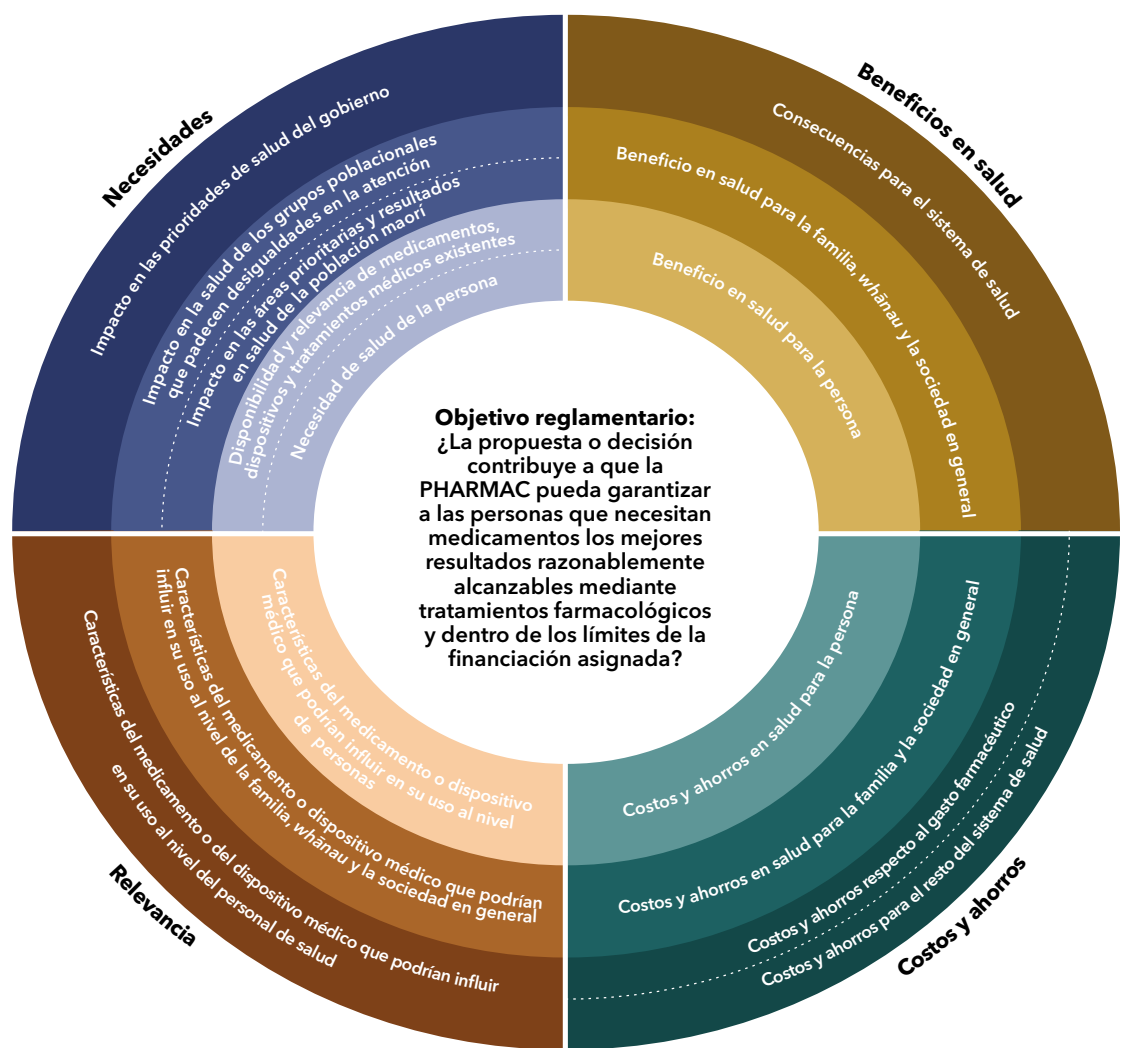 Necesidades
Impacto en las prioridades de salud del gobierno
Impacto en la salud de los grupos poblacionales
que padecen desigualdades en la atención
Impacto en las áreas prioritarias y resultados
en salud de la población maorí
Disponibilidad y relevancia de medicamentos,
dispositivos y tratamientos médicos existentes
Necesidad de salud de la persona
Beneficios en salud
Consecuencias para el sistema de salud
Beneficio en salud para la familia, whānau y la sociedad en general
Beneficio en salud para la persona
Objetivo reglamentario:
¿La propuesta o decisión
contribuye a que la
PHARMAC pueda garantizar
a las personas que necesitan
medicamentos los mejores
resultados razonablemente
alcanzables mediante
tratamientos farmacológicos
y dentro de los límites de la
financiación asignada?
Características del medicamento o dispositivo
médico que podrían influir en su uso al nivel
de personas
Características del medicamento o dispositivo médico que podrían
influir en su uso al nivel de la familia, whānau y la sociedad en general
Características del medicamento o del dispositivo médico que podrían influir
en su uso al nivel del personal de salud
Relevancia
Costos y ahorros en salud para la persona
Costos y ahorros en salud para la familia y la sociedad en general
Costos y ahorros respecto al gasto farmacéutico
Costos y ahorros para el resto del sistema de salud
Costos y ahorros